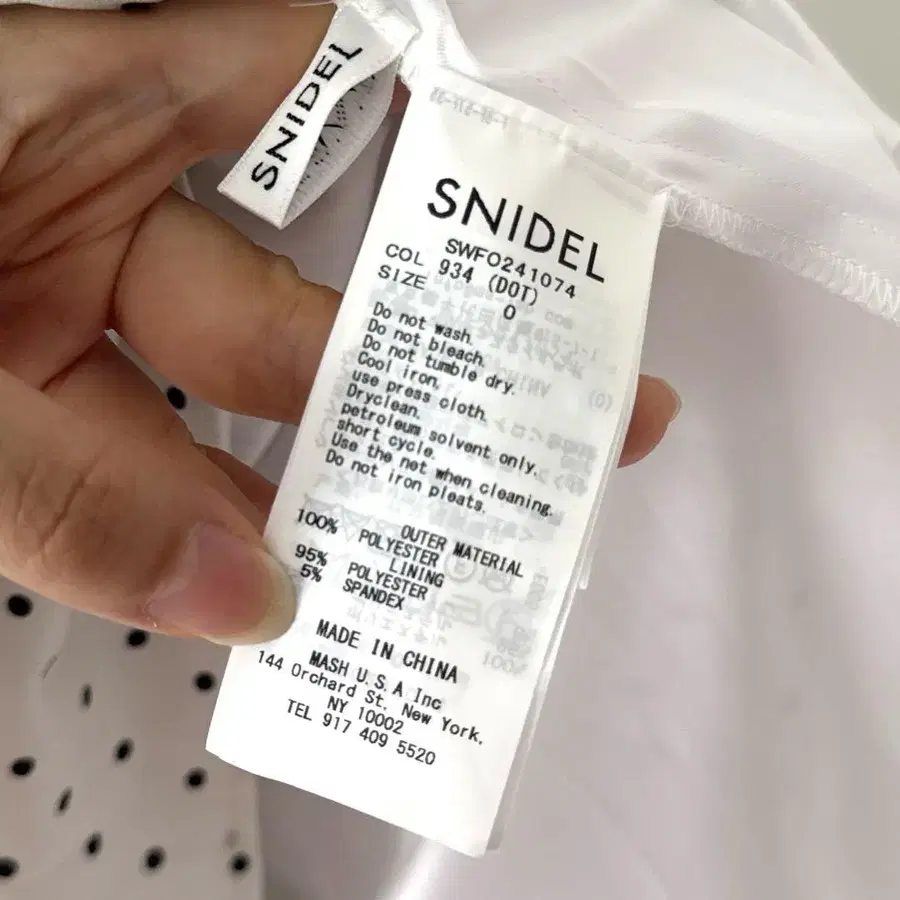 SNIDEL
SNIDEL
SWFO241074
COL 934 (DOT)
SIZE 0
Do not wash.
Do not bleach.
Do not tumble dry.
Cool iron.
use press cloth.
Dryclean.
petroleum solvent only.
short cycle.
Use the net when cleaning.
Do not iron pleats.
OUTER MATERIAL
100% POLYESTER
LINING
95% POLYESTER
5% SPANDEX
MADE IN CHINA
MASH U.S.A Inc
144 Orchard St, New York,
NY 10002
TEL 917 409 5520